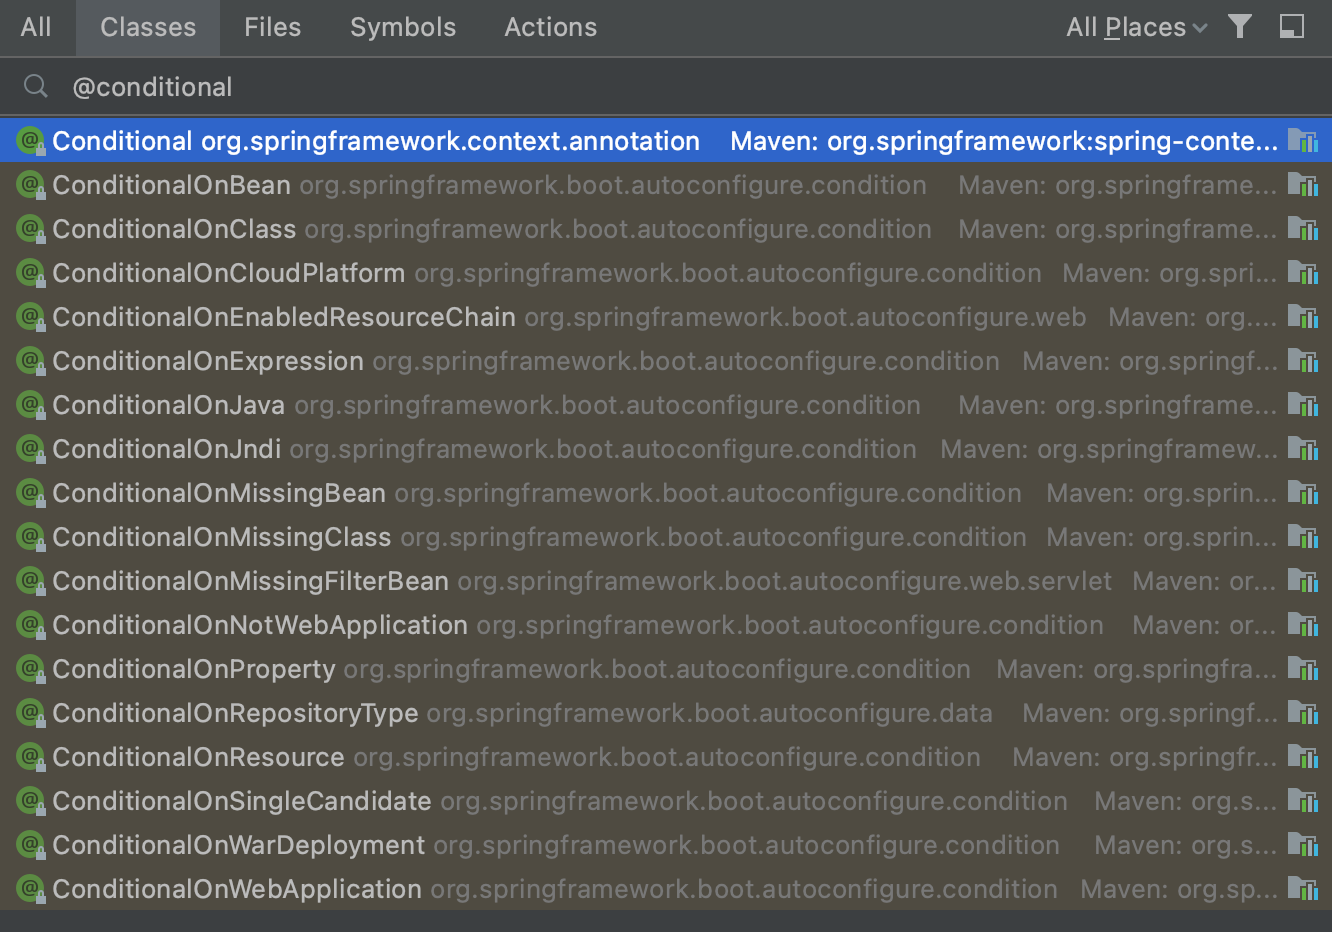 All Classes Files Symbols Actions All Places
@conditional
Conditional org.springframework.context.annotation Maven: org.springframework:spring-conte...
ConditionalOnBean org.springframework.boot.autoconfigure.condition Maven: org.springframe...
ConditionalOnClass org.springframework.boot.autoconfigure.condition Maven: org.springframe...
ConditionalOnCloudPlatform org.springframework.boot.autoconfigure.condition Maven: org.spri...
ConditionalOnEnabledResourceChain org.springframework.boot.autoconfigure.web Maven: org....
ConditionalOnExpression org.springframework.boot.autoconfigure.condition Maven: org.springf...
ConditionalOnJava org.springframework.boot.autoconfigure.condition Maven: org.springframe...
ConditionalOnJndi org.springframework.boot.autoconfigure.condition Maven: org.springframew...
ConditionalOnMissingBean org.springframework.boot.autoconfigure.condition Maven: org.sprin...
ConditionalOnMissingClass org.springframework.boot.autoconfigure.condition Maven: org.sprin...
ConditionalOnMissingFilterBean org.springframework.boot.autoconfigure.web.servlet Maven: or...
ConditionalOnNotWebApplication org.springframework.boot.autoconfigure.condition Maven: or...
ConditionalOnProperty org.springframework.boot.autoconfigure.condition Maven: org.springfra...
ConditionalOnRepositoryType org.springframework.boot.autoconfigure.data Maven: org.springf...
ConditionalOnResource org.springframework.boot.autoconfigure.condition Maven: org.springfr...
ConditionalOnSingleCandidate org.springframework.boot.autoconfigure.condition Maven: org.s...
ConditionalOnWarDeployment org.springframework.boot.autoconfigure.condition Maven: org.s...
ConditionalOnWebApplication org.springframework.boot.autoconfigure.condition Maven: org.sp...